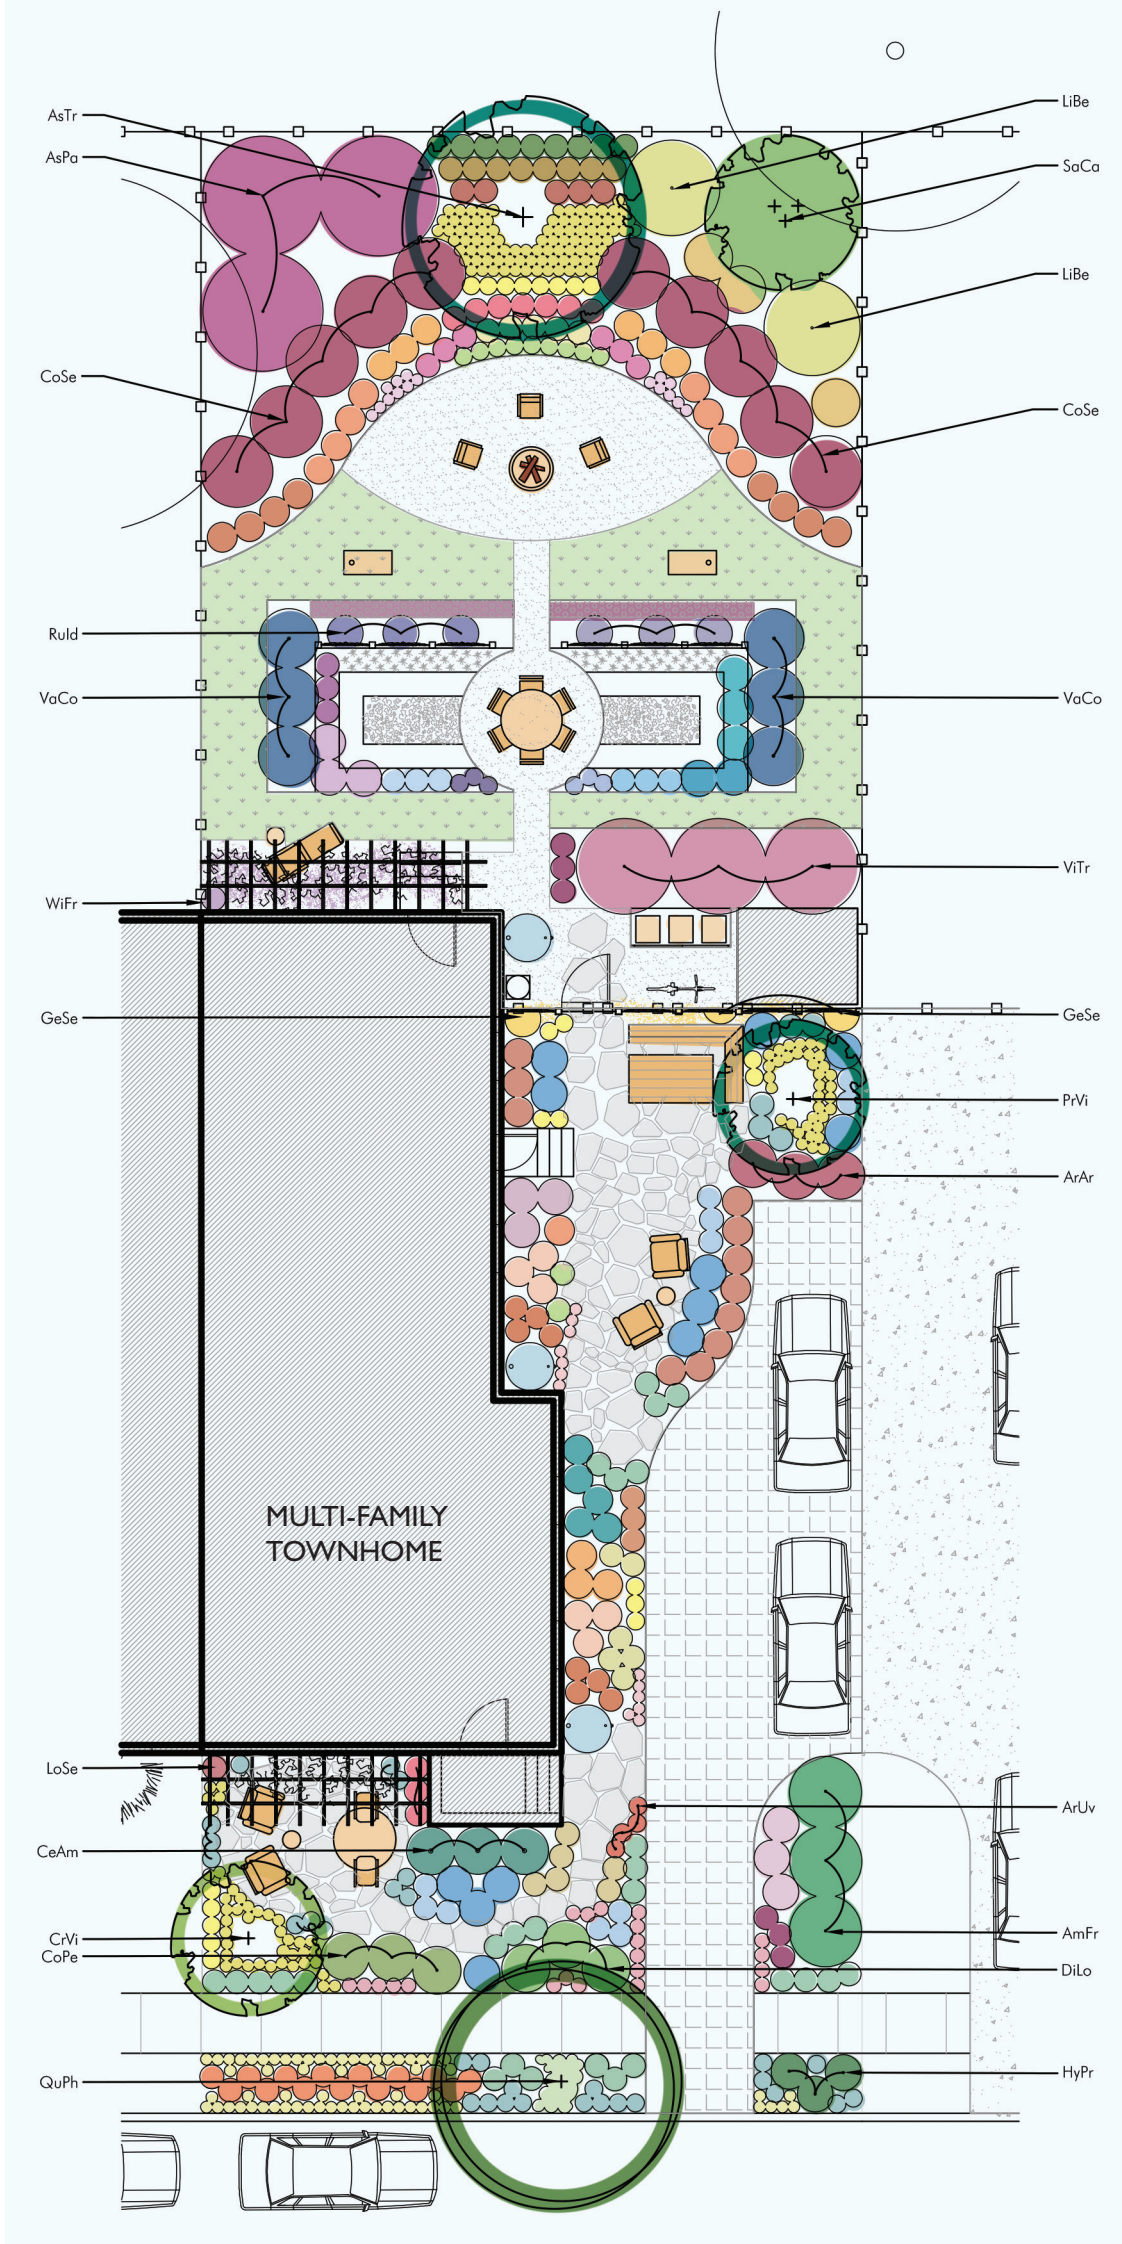 AsTr
LiBe
AsPa
SaCa
LiBe
CoSe
CoSe
RuId
VaCo
VaCo
ViTr
WiFr
GeSe
GeSe
PrVi
ArAr
MULTI-FAMILY
TOWNHOME
LoSe
ArUv
CeAm
CrVi
AmFr
CoPe
DiLo
QuPh
HyPr